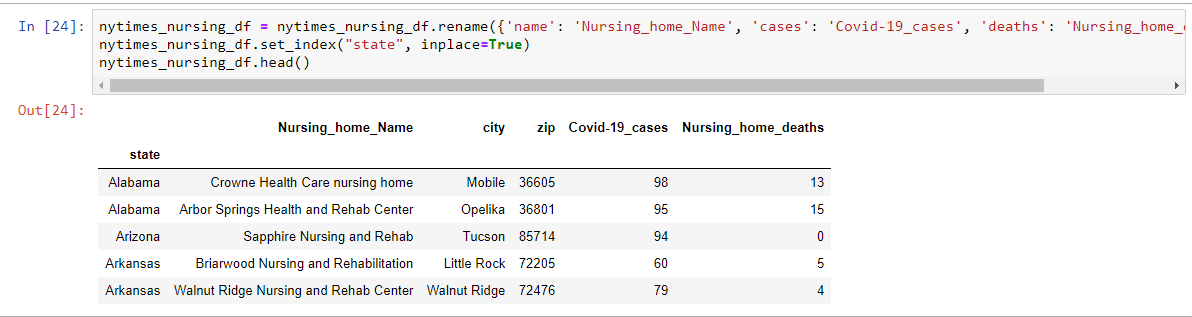 In [24]: nytimes_nursing_df = nytimes_nursing_df.rename({'name': 'Nursing_home_Name', 'cases': 'Covid-19_cases', 'deaths': 'Nursing_home_
nytimes_nursing_df.set_index("state", inplace=True)
nytimes_nursing_df.head()
Out[24]:
Nursing_home_Name city zip Covid-19_cases Nursing_home_deaths
state
Alabama Crowne Health Care nursing home Mobile 36605 98 13
Alabama Arbor Springs Health and Rehab Center Opelika 36801 95 15
Arizona Sapphire Nursing and Rehab Tucson 85714 94 0
Arkansas Briarwood Nursing and Rehabilitation Little Rock 72205 60 5
Arkansas Walnut Ridge Nursing and Rehab Center Walnut Ridge 72476 79 4